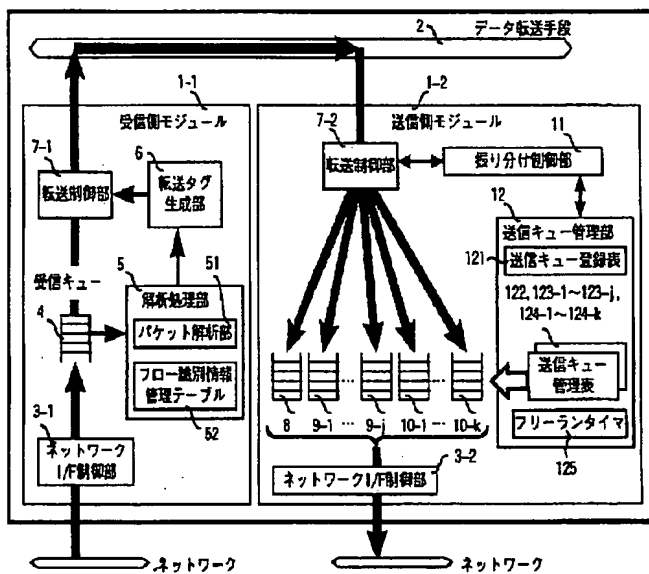 2
データ転送手段
1-1
受信側モジュール
7-1
転送制御部
6
転送タグ
生成部
受信キュー
4
5
解断処理部
51
パケット解析部
フロー識別情報
管理テーブル
52
3-1
ネットワーク
I/F制御部
ネットワーク
1-2
送信側モジュール
7-2
転送制御部
11
振り分け制御部
12
送信キュー管理部
121
送信キュー登録表
122, 123-1~123-j,
124-1~124-k
送信キュー
管理表
フリーランタイマ
125
8
9-1
…
9-j
10-1
…
10-k
3-2
ネットワークI/F制御部
ネットワーク